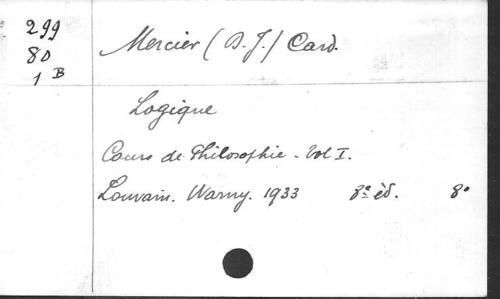 299
80
1 B
Mercier (D. J.) Card.
Logique
Cours de Philosophie - Vol I.
Louvain. Warny. 1933 8e éd. 8°